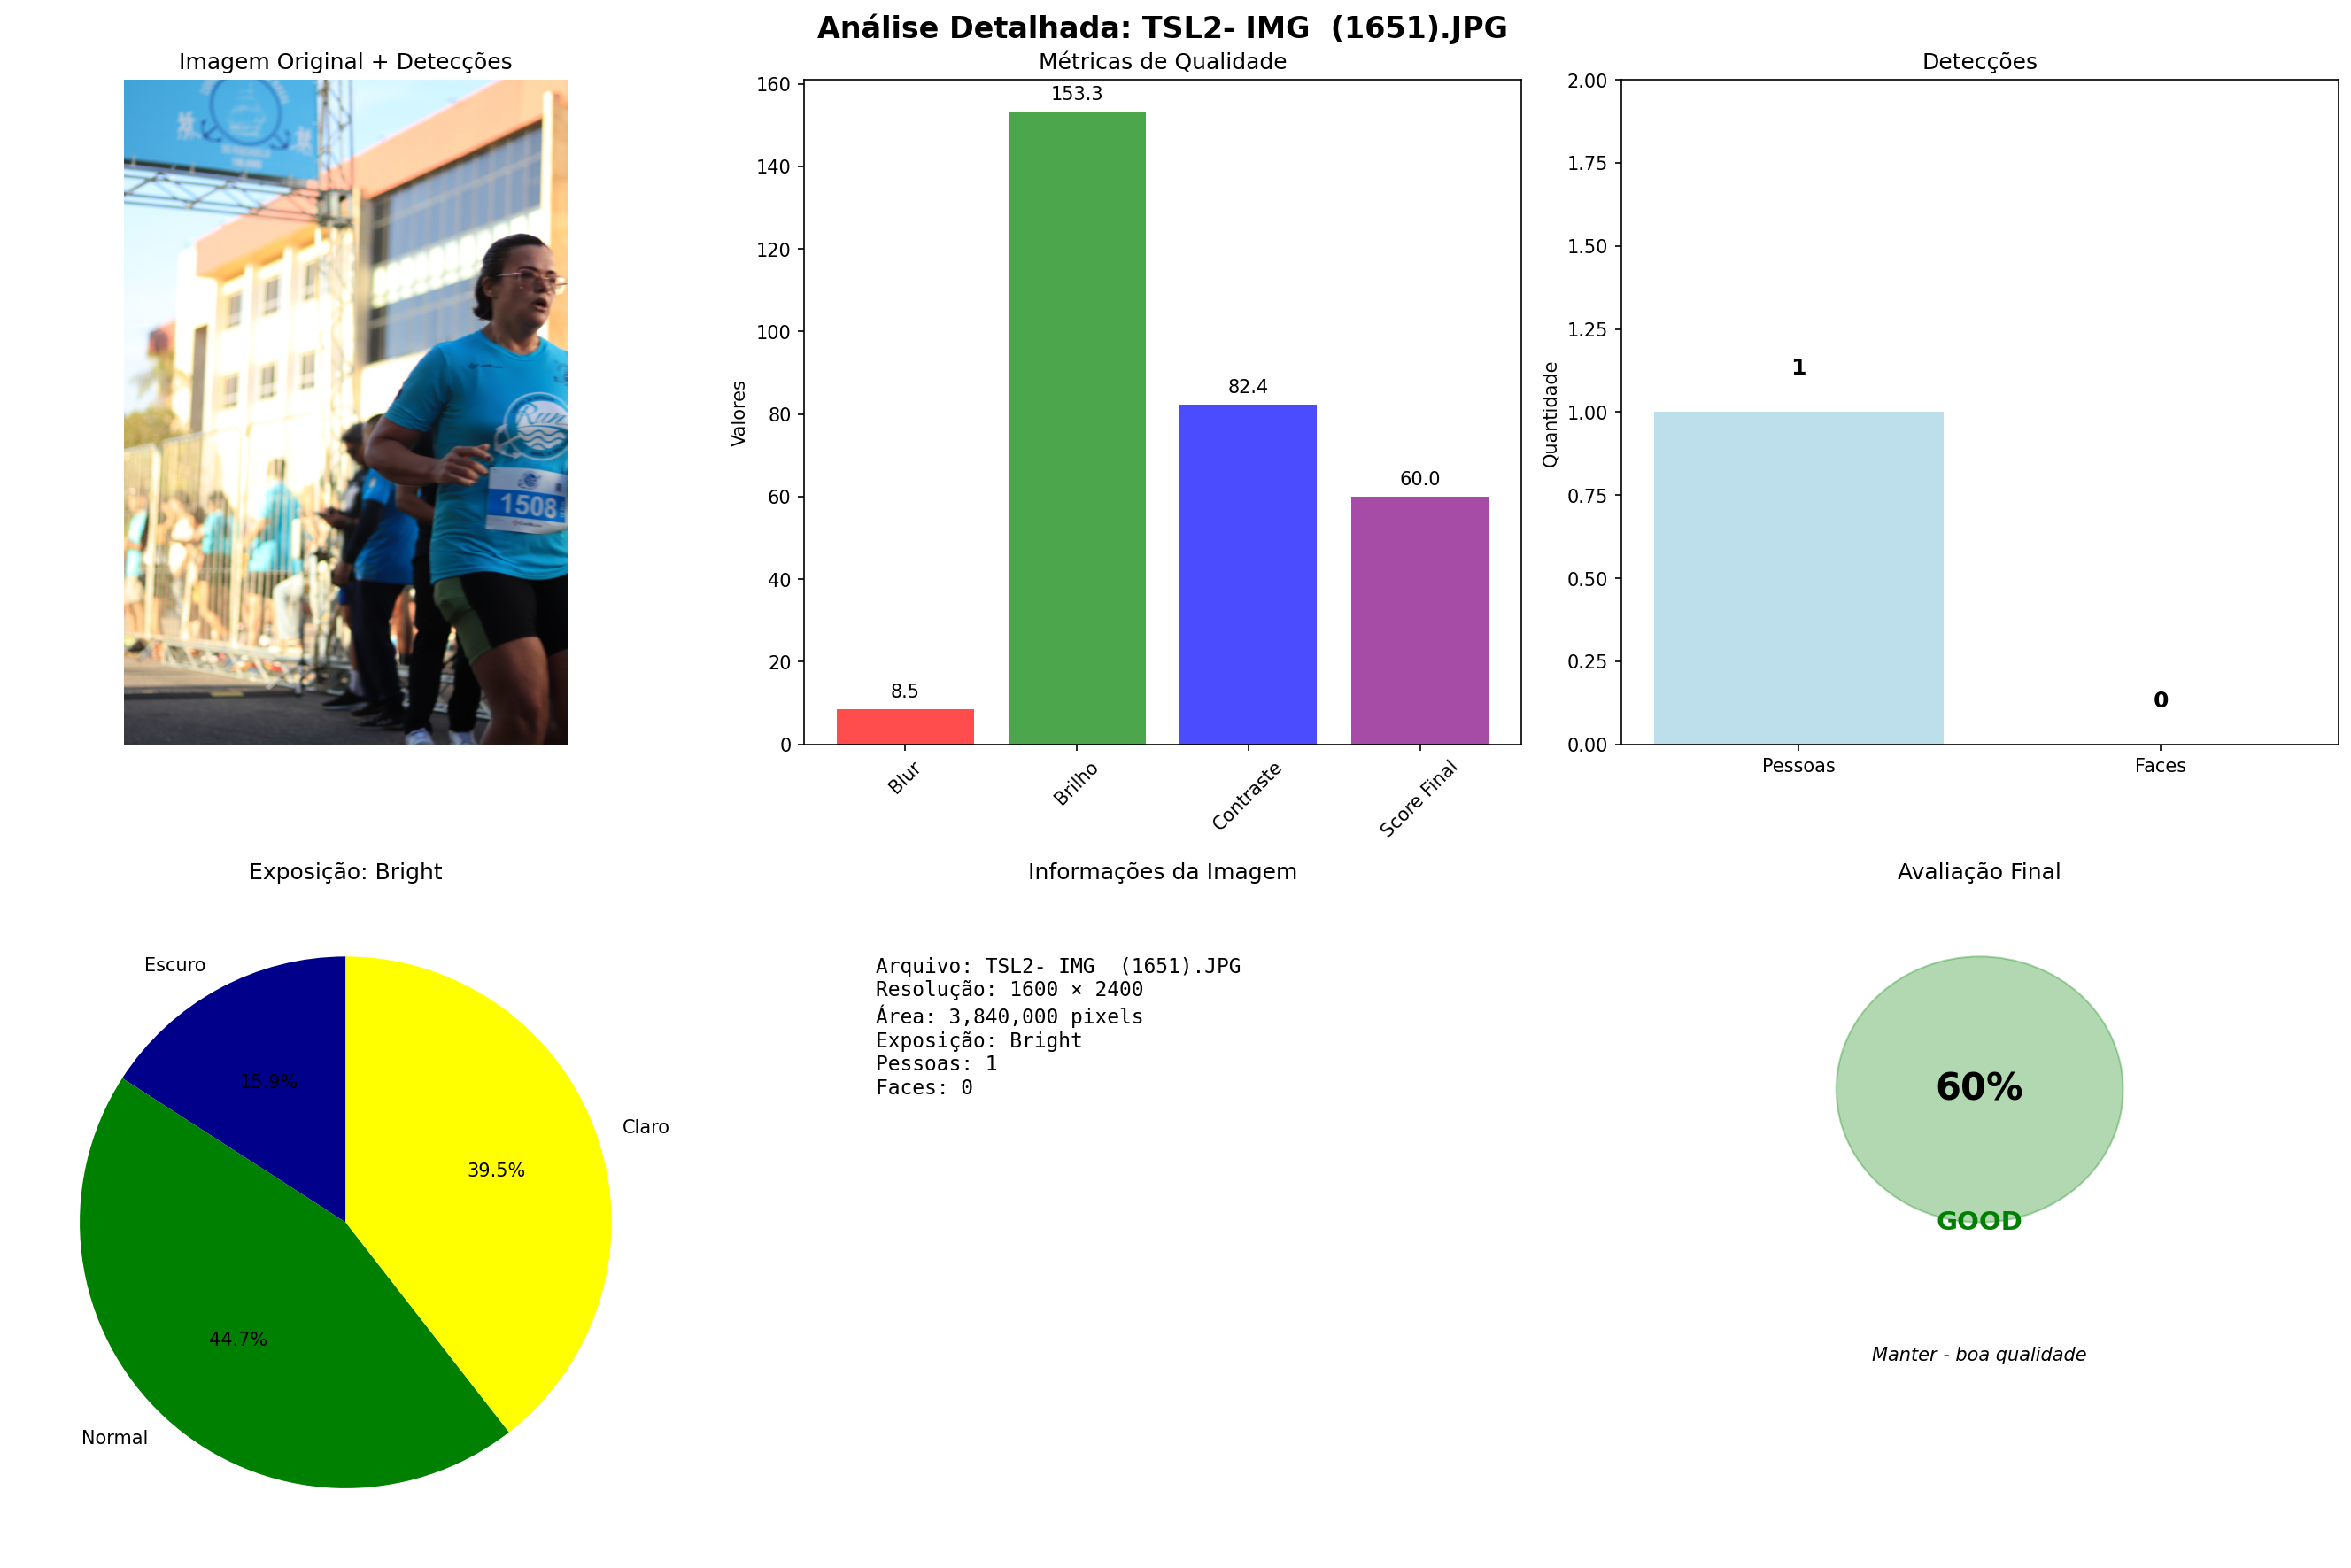 Análise Detalhada: TSL2- IMG  (1651).JPG
Imagem Original + Detecções
Run
1508
Métricas de Qualidade
Valores
160
140
120
100
80
60
40
20
0
8.5
153.3
82.4
60.0
Blur
Brilho
Contraste
Score Final
Detecções
Quantidade
2.00
1.75
1.50
1.25
1.00
0.75
0.50
0.25
0.00
1
0
Pessoas
Faces
Exposição: Bright
Escuro
15.9%
Claro
39.5%
44.7%
Normal
Informações da Imagem
Arquivo: TSL2- IMG  (1651).JPG
Resolução: 1600 × 2400
Área: 3,840,000 pixels
Exposição: Bright
Pessoas: 1
Faces: 0
Avaliação Final
60%
GOOD
Manter - boa qualidade